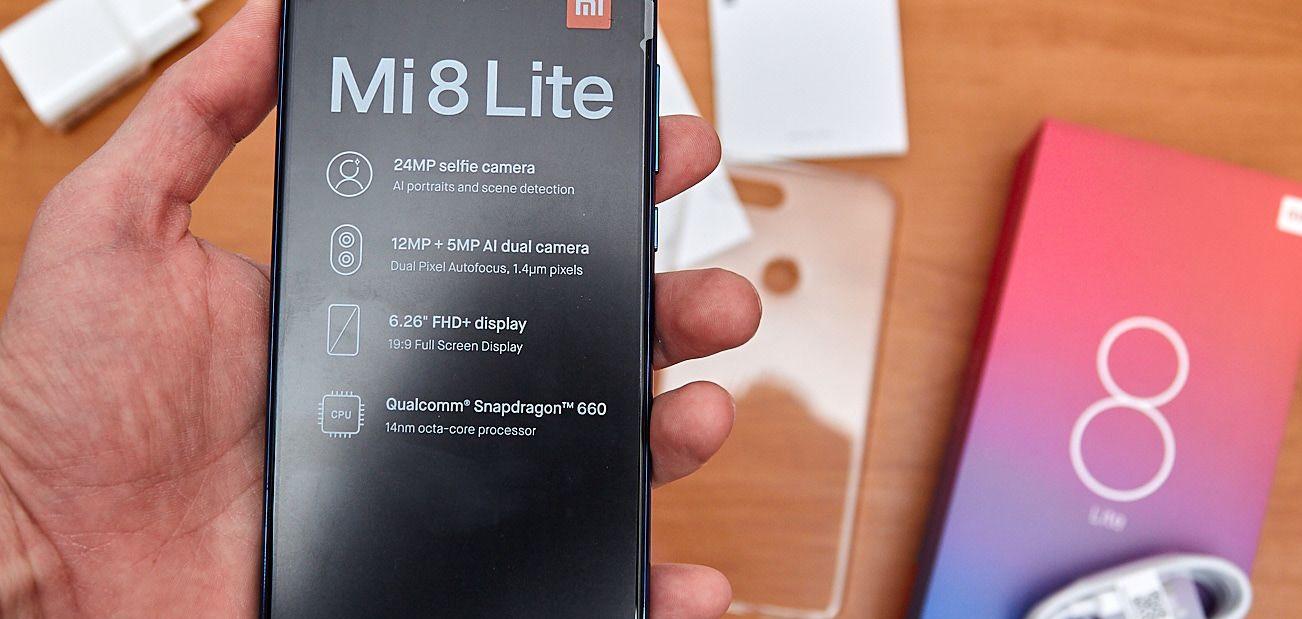 mi
Mi 8 Lite
24MP selfie camera
AI portraits and scene detection
12MP + 5MP AI dual camera
Dual Pixel Autofocus, 1.4μm pixels
6.26" FHD+ display
19:9 Full Screen Display
CPU
Qualcomm® Snapdragon™ 660
14nm octa-core processor
mi
8
Lite